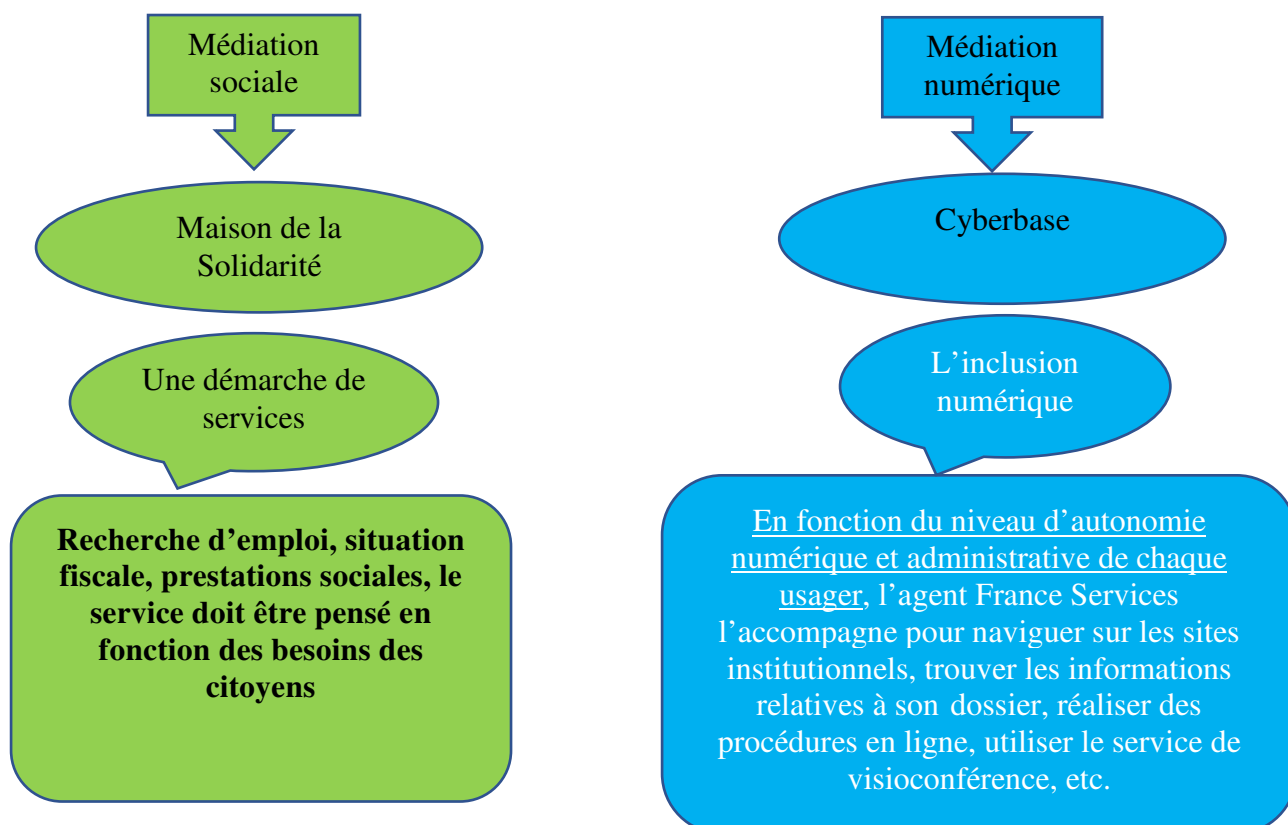 Médiation
sociale
Maison de la
Solidarité
Une démarche de
services
Recherche d’emploi, situation
fiscale, prestations sociales, le
service doit être pensé en
fonction des besoins des
citoyens
Médiation
numérique
Cyberbase
L’inclusion
numérique
En fonction du niveau d’autonomie
numérique et administrative de chaque
usager, l’agent France Services
l’accompagne pour naviguer sur les sites
institutionnels, trouver les informations
relatives à son dossier, réaliser des
procédures en ligne, utiliser le service de
visioconférence, etc.